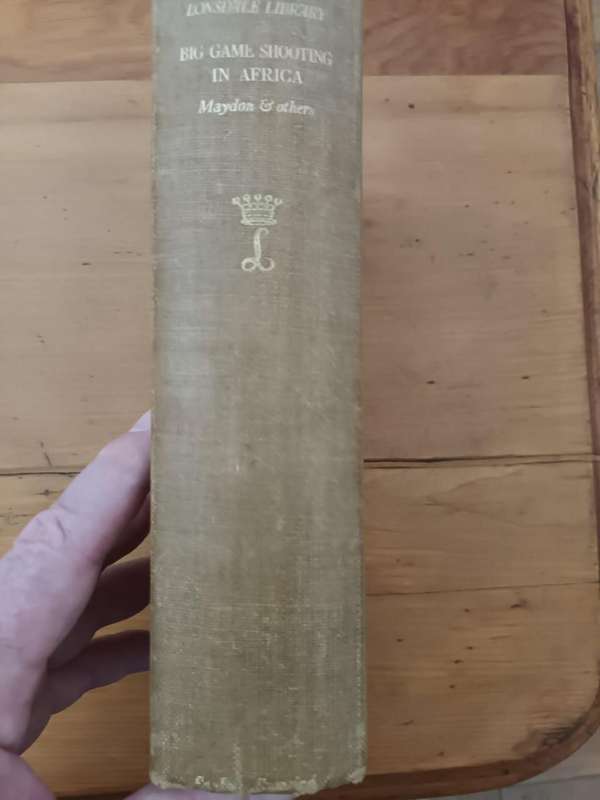 LONSDALE LIBRARY
BIG GAME SHOOTING
IN AFRICA
Maydon & others
L